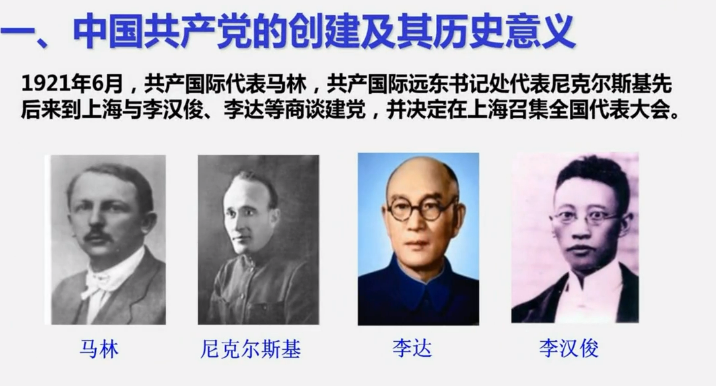 一、中国共产党的创建及其历史意义
1921年6月，共产国际代表马林，共产国际远东书记处代表尼克尔斯基先
后来到上海与李汉俊、李达等商谈建党，并决定在上海召集全国代表大会。
马林
尼克尔斯基
李达
李汉俊